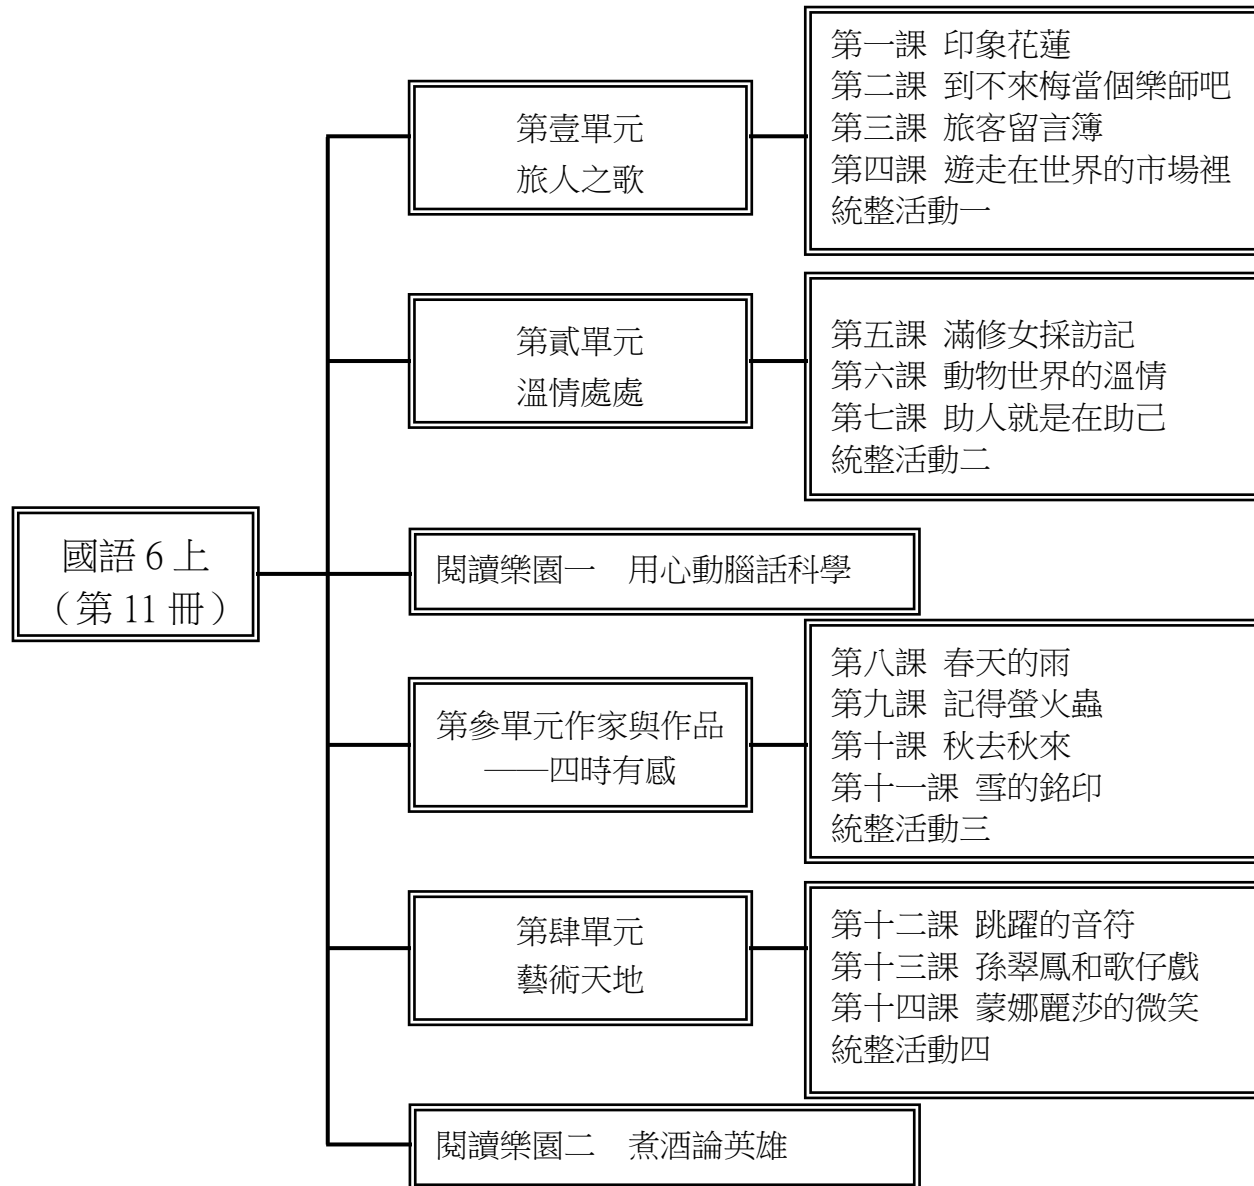 國語 6 上
（第 11 冊）
第壹單元
旅人之歌
第一課 印象花蓮
第二課 到不來梅當個樂師吧
第三課 旅客留言簿
第四課 遊走在世界的市場裡
統整活動一
第貳單元
溫情處處
第五課 滿修女採訪記
第六課 動物世界的溫情
第七課 助人就是在助己
統整活動二
閱讀樂園一　用心動腦話科學
第參單元作家與作品
——四時有感
第八課 春天的雨
第九課 記得螢火蟲
第十課 秋去秋來
第十一課 雪的銘印
統整活動三
第肆單元
藝術天地
第十二課 跳躍的音符
第十三課 孫翠鳳和歌仔戲
第十四課 蒙娜麗莎的微笑
統整活動四
閱讀樂園二　煮酒論英雄